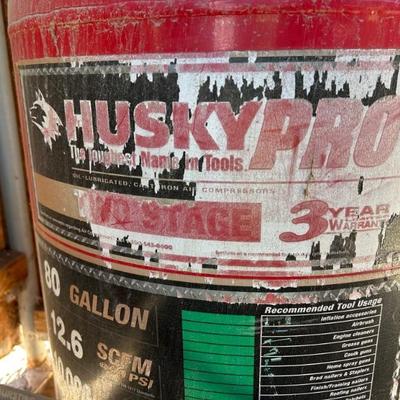 HUSKY PRO
The Toughest Name in Tools
OIL-LUBRICATED, CAST IRON AIR COMPRESSORS
TWO STAGE
3 YEAR
WARRANTY
80 GALLON
12.6 SCFM
PSI
Recommended Tool Usage
Inflation accessories
Airbrush
Engine cleaners
Grease guns
Caulk guns
Home spray guns
Brad nailers & Staplers
Finish/Framing nailers
Roofing nailers